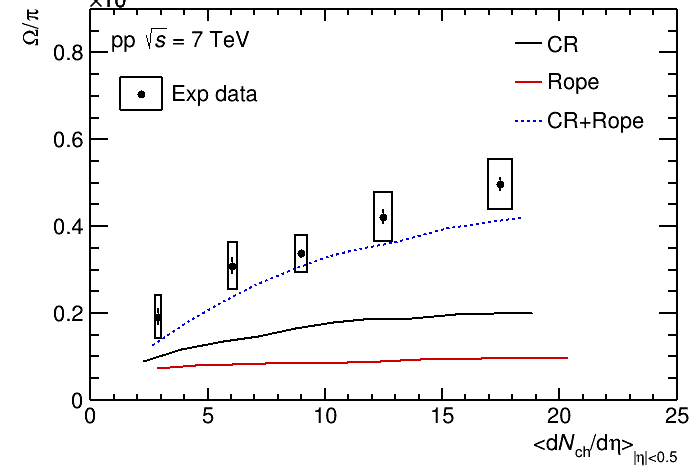 ×10
Ω/π
pp √s = 7 TeV
Exp data
CR
Rope
CR+Rope
0.8
0.6
0.4
0.2
0
0 5 10 15 20 25
<dN_ch/dη>_|η|<0.5